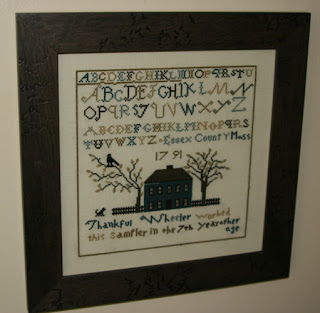 ABCDEFGHIKLMNOPQRSTU
ABCDEFGHIKLMN
OPQRSTUVWXYZ
ABCDEFGHIKLMNOPQRS
TUVWXYZ Essex County Mass
1791
Thankful Wheeler worked
this sampler in the 7th year of her
age